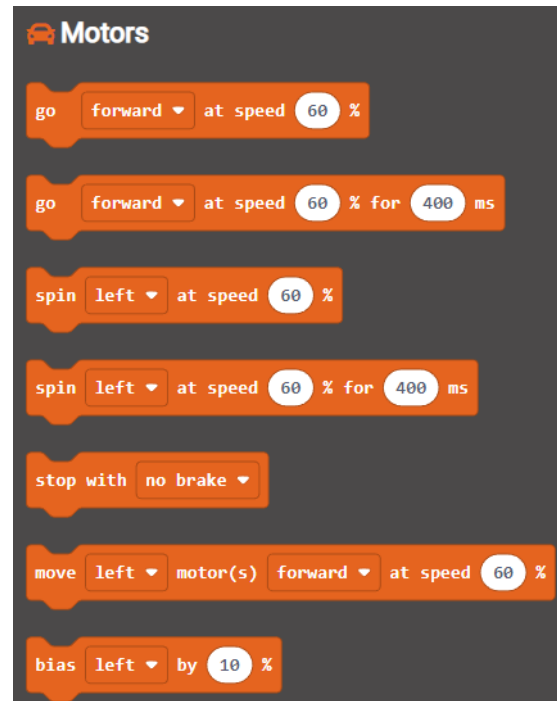 Motors
go forward at speed 60 %
go forward at speed 60 % for 400 ms
spin left at speed 60 %
spin left at speed 60 % for 400 ms
stop with no brake
move left motor(s) forward at speed 60 %
bias left by 10 %